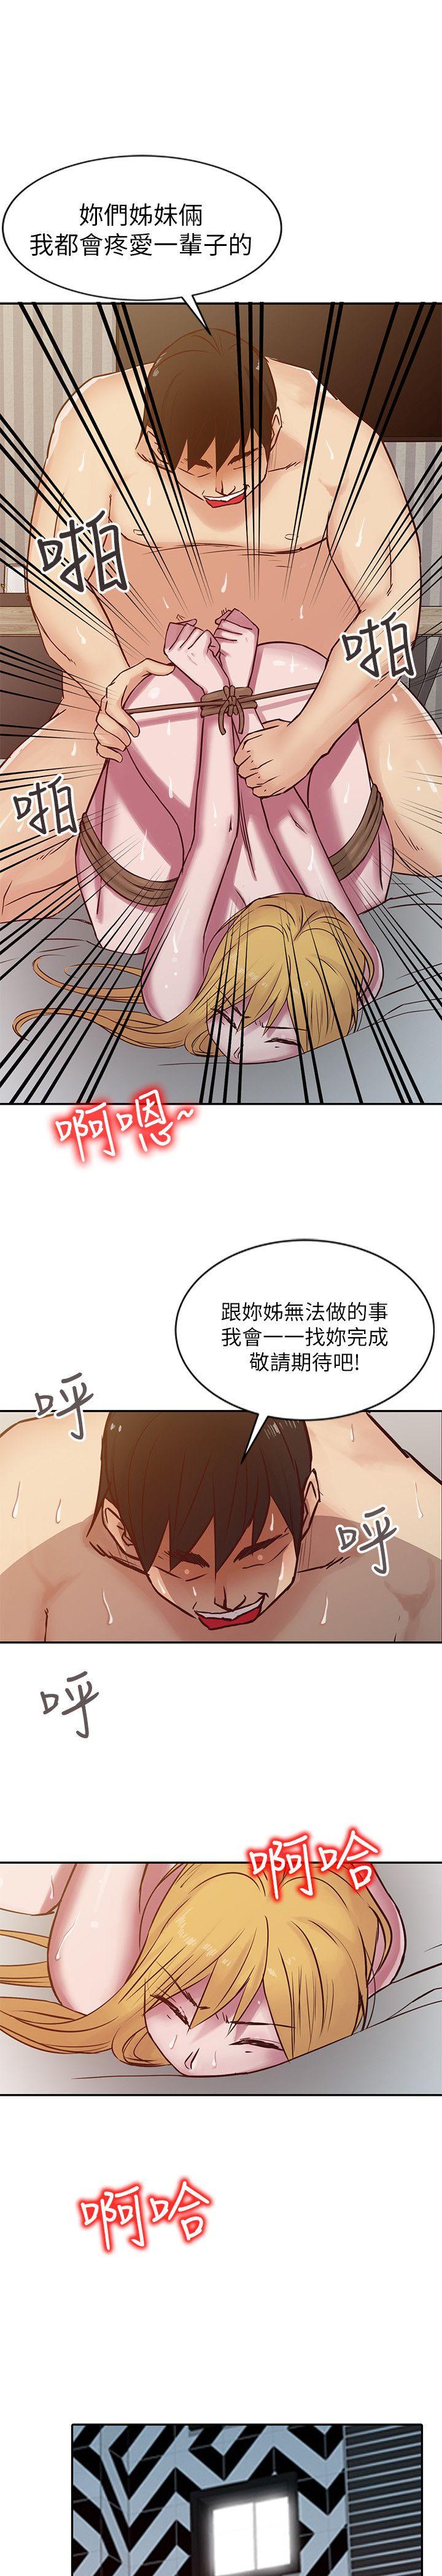 妳們姊妹倆
我都會疼愛一輩子的
啪
啪
啪
啊嗯~
跟妳姊無法做的事
我會一一找妳完成
敬請期待吧!
呼
呼
呼
啊哈
啊哈